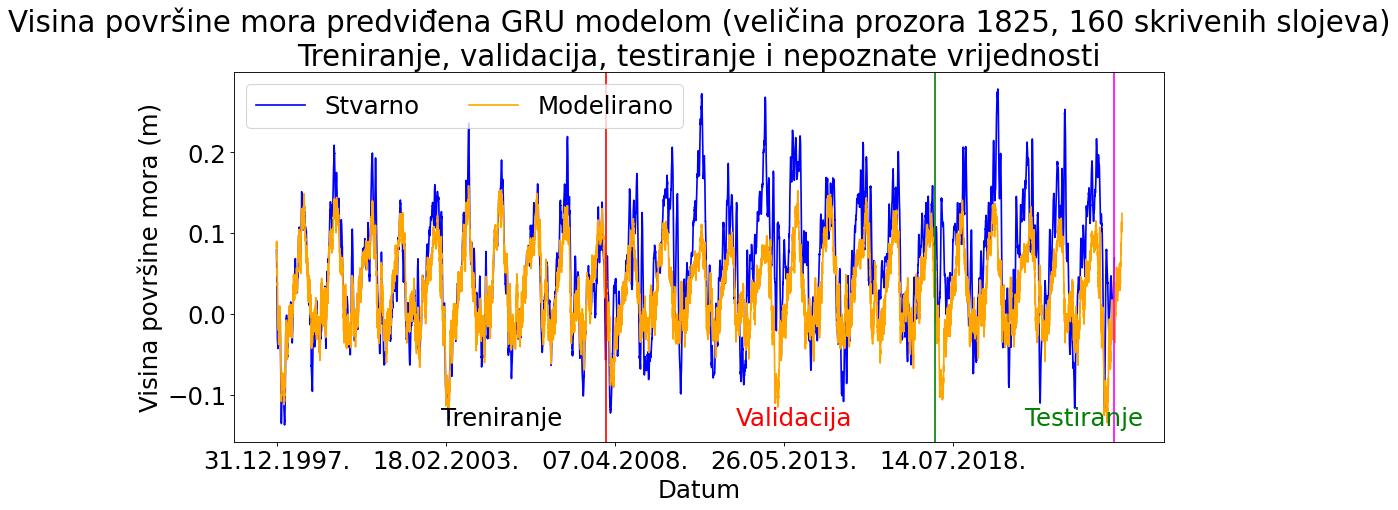 Visina površine mora predviđena GRU modelom (veličina prozora 1825, 160 skrivenih slojeva)
Treniranje, validacija, testiranje i nepoznate vrijednosti
Stvarno Modelirano
Visina površine mora (m)
0.2
0.1
0.0
−0.1
Treniranje Validacija Testiranje
31.12.1997. 18.02.2003. 07.04.2008. 26.05.2013. 14.07.2018.
Datum